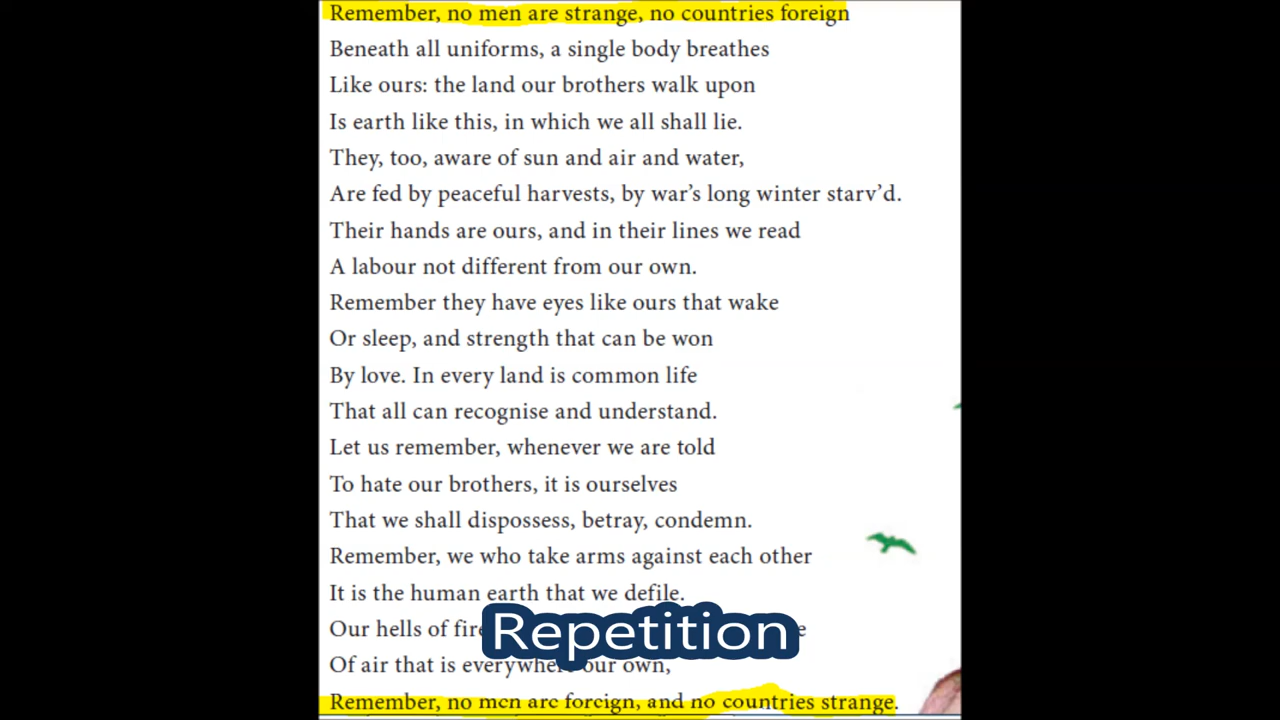 Remember, no men are strange, no countries foreign
Beneath all uniforms, a single body breathes
Like ours: the land our brothers walk upon
Is earth like this, in which we all shall lie.
They, too, aware of sun and air and water,
Are fed by peaceful harvests, by war’s long winter starv’d.
Their hands are ours, and in their lines we read
A labour not different from our own.
Remember they have eyes like ours that wake
Or sleep, and strength that can be won
By love. In every land is common life
That all can recognise and understand.
Let us remember, whenever we are told
To hate our brothers, it is ourselves
That we shall dispossess, betray, condemn.
Remember, we who take arms against each other
It is the human earth that we defile.
Our hells of
Repetition
Of air that is everywhere our own,
Remember, no men are foreign, and no countries strange.